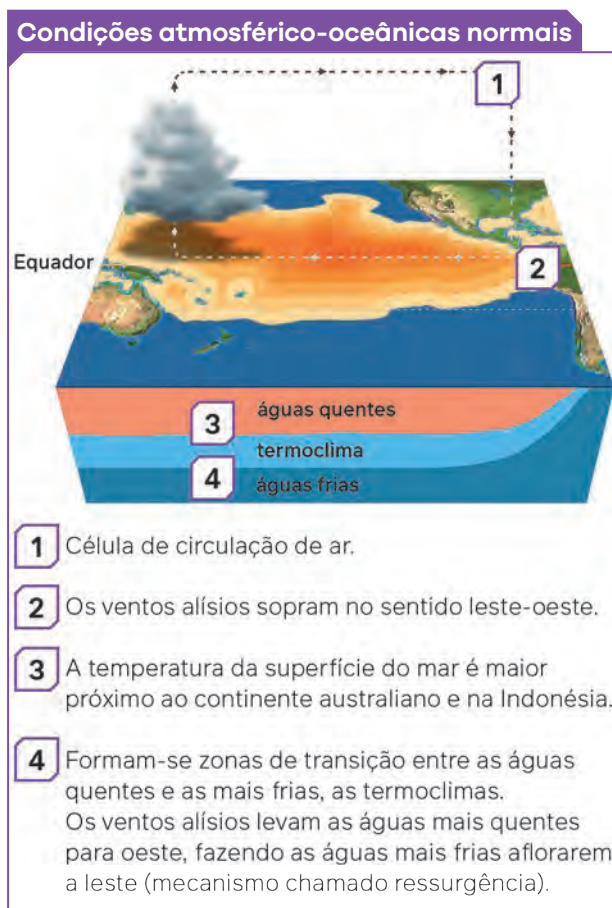 Condições atmosférico-oceânicas normais
1
Equador
2
3
águas quentes
termoclima
4
águas frias
1 Célula de circulação de ar.
2 Os ventos alísios sopram no sentido leste-oeste.
3 A temperatura da superfície do mar é maior
próximo ao continente australiano e na Indonésia.
4 Formam-se zonas de transição entre as águas
quentes e as mais frias, as termoclimas.
Os ventos alísios levam as águas mais quentes
para oeste, fazendo as águas mais frias aflorarem
a leste (mecanismo chamado ressurgência).